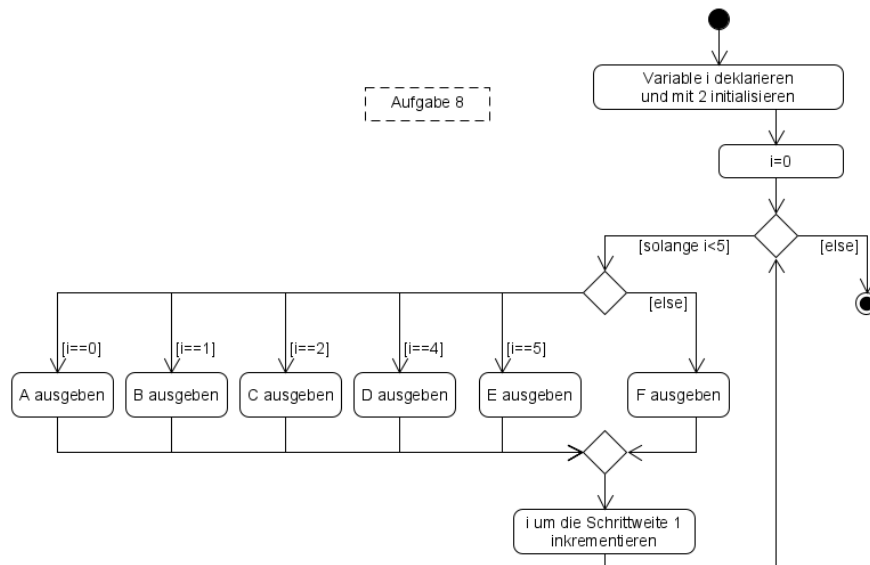 Variable i deklarieren
und mit 2 initialisieren
Aufgabe 8
i=0
[solange i<5]
[else]
[else]
[i==0]
[i==1]
[i==2]
[i==4]
[i==5]
A ausgeben
B ausgeben
C ausgeben
D ausgeben
E ausgeben
F ausgeben
i um die Schrittweite 1
inkrementieren